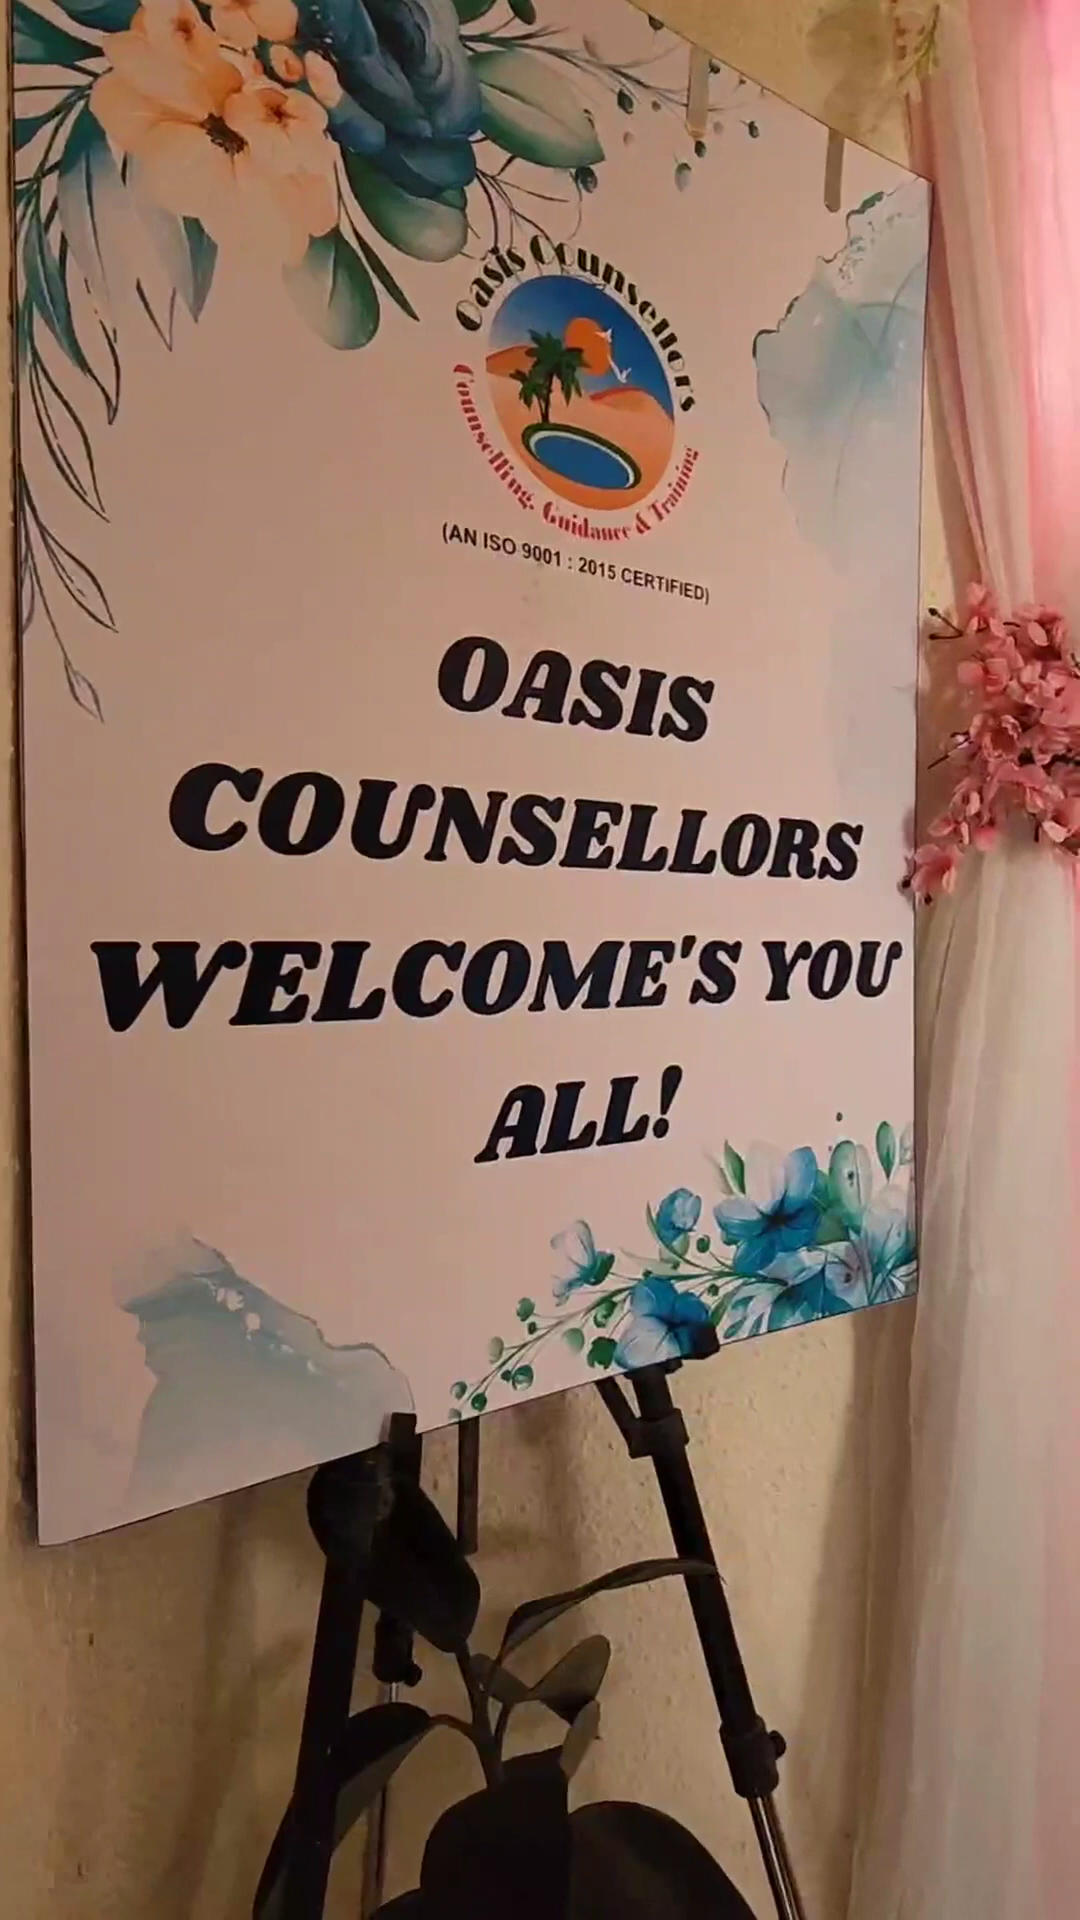 Oasis Counsellors
Counselling, Guidance & Training
(AN ISO 9001 : 2015 CERTIFIED)
OASIS
COUNSELLORS
WELCOME'S YOU
ALL!